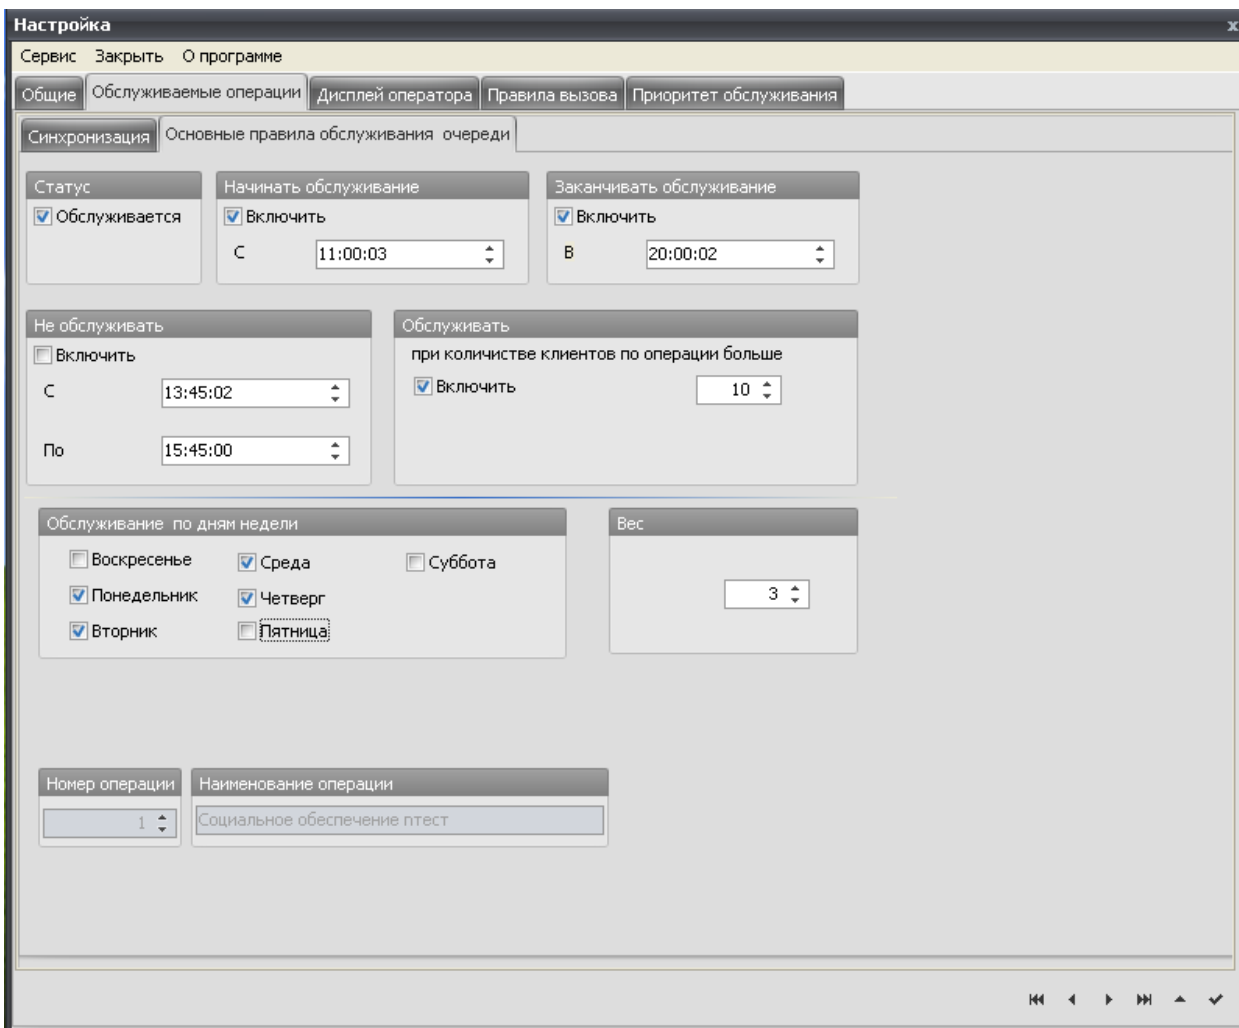 Настройка x
Сервис Закрыть О программе
Общие Обслуживаемые операции Дисплей оператора Правила вызова Приоритет обслуживания
Синхронизация Основные правила обслуживания очереди
Статус Начинать обслуживание Заканчивать обслуживание
Обслуживается Включить Включить
С 11:00:03 В 20:00:02
Не обслуживать Обслуживать
Включить при количистве клиентов по операции больше
С 13:45:02 Включить 10
По 15:45:00
Обслуживание по дням недели Вес
Воскресенье Среда Суббота
Понедельник Четверг 3
Вторник Пятница
Номер операции Наименование операции
1 Социальное обеспечение птест